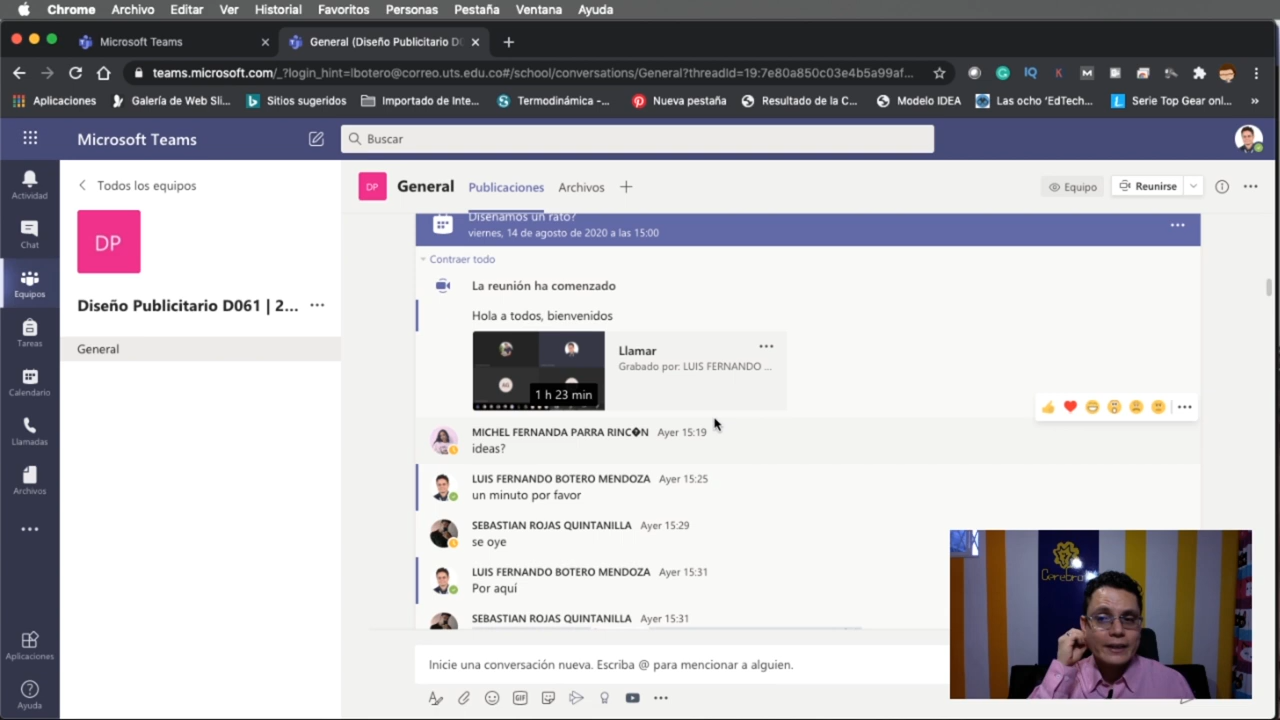 Chrome Archivo Editar Ver Historial Favoritos Personas Pestaña Ventana Ayuda
Microsoft Teams
General (Diseño Publicitario D
teams.microsoft.com/_?login_hint=lbotero@correo.uts.edu.co#/school/conversations/General?threadId=19:7e80a850c03e4b5a99af...
Aplicaciones Galería de Web Sli... Sitios sugeridos Importado de Inte... Termodinámica -... Nueva pestaña Resultado de la C... Modelo IDEA Las ocho 'EdTech... Serie Top Gear onl... »
Microsoft Teams
Buscar
Actividad
Chat
Equipos
Tareas
Calendario
Llamadas
Archivos
Aplicaciones
Ayuda
Todos los equipos
DP
Diseño Publicitario D061 | 2...
General
DP General Publicaciones Archivos
Equipo Reunirse
Diseñamos un rato?
viernes, 14 de agosto de 2020 a las 15:00
Contraer todo
La reunión ha comenzado
Hola a todos, bienvenidos
1 h 23 min
Llamar
Grabado por: LUIS FERNANDO ...
MICHEL FERNANDA PARRA RINC�N Ayer 15:19
ideas?
LUIS FERNANDO BOTERO MENDOZA Ayer 15:25
un minuto por favor
SEBASTIAN ROJAS QUINTANILLA Ayer 15:29
se oye
LUIS FERNANDO BOTERO MENDOZA Ayer 15:31
Por aquí
SEBASTIAN ROJAS QUINTANILLA Ayer 15:31
Inicie una conversación nueva. Escriba @ para mencionar a alguien.
GIF